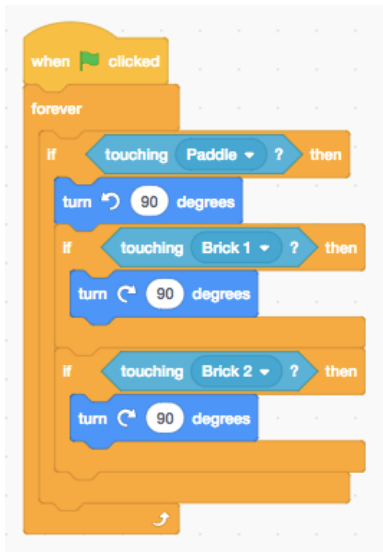 when clicked
forever
if touching Paddle ? then
turn 90 degrees
if touching Brick 1 ? then
turn 90 degrees
if touching Brick 2 ? then
turn 90 degrees